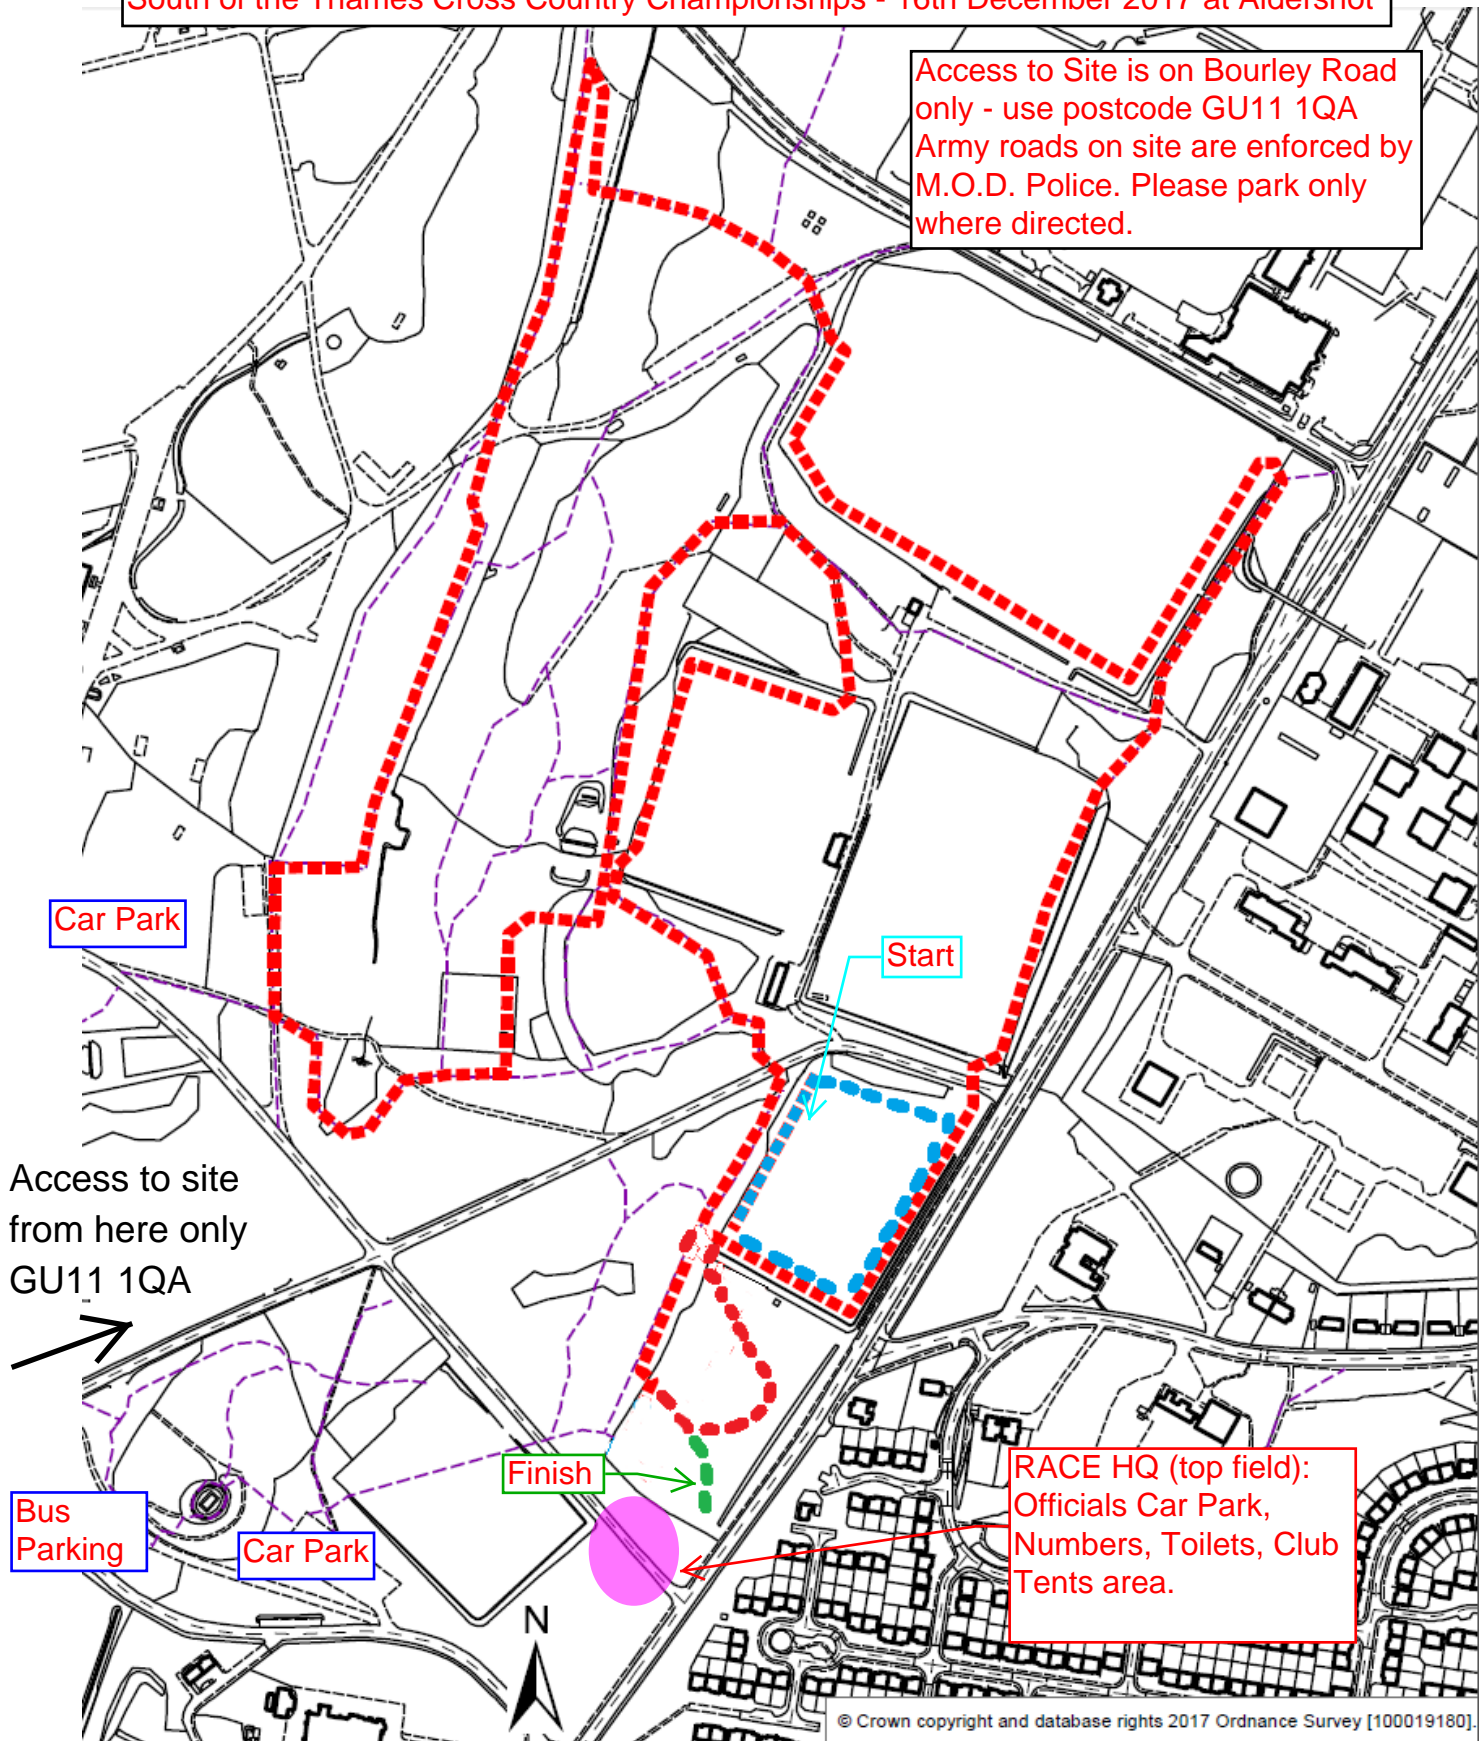 South of the Thames Cross Country Championships - 16th December 2017 at Aldershot
Access to Site is on Bourley Road
only - use postcode GU11 1QA
Army roads on site are enforced by
M.O.D. Police. Please park only
where directed.
Car Park
Start
Access to site
from here only
GU11 1QA
Finish
RACE HQ (top field):
Officials Car Park,
Numbers, Toilets, Club
Tents area.
Bus
Parking
Car Park
N
© Crown copyright and database rights 2017 Ordnance Survey [100019180].